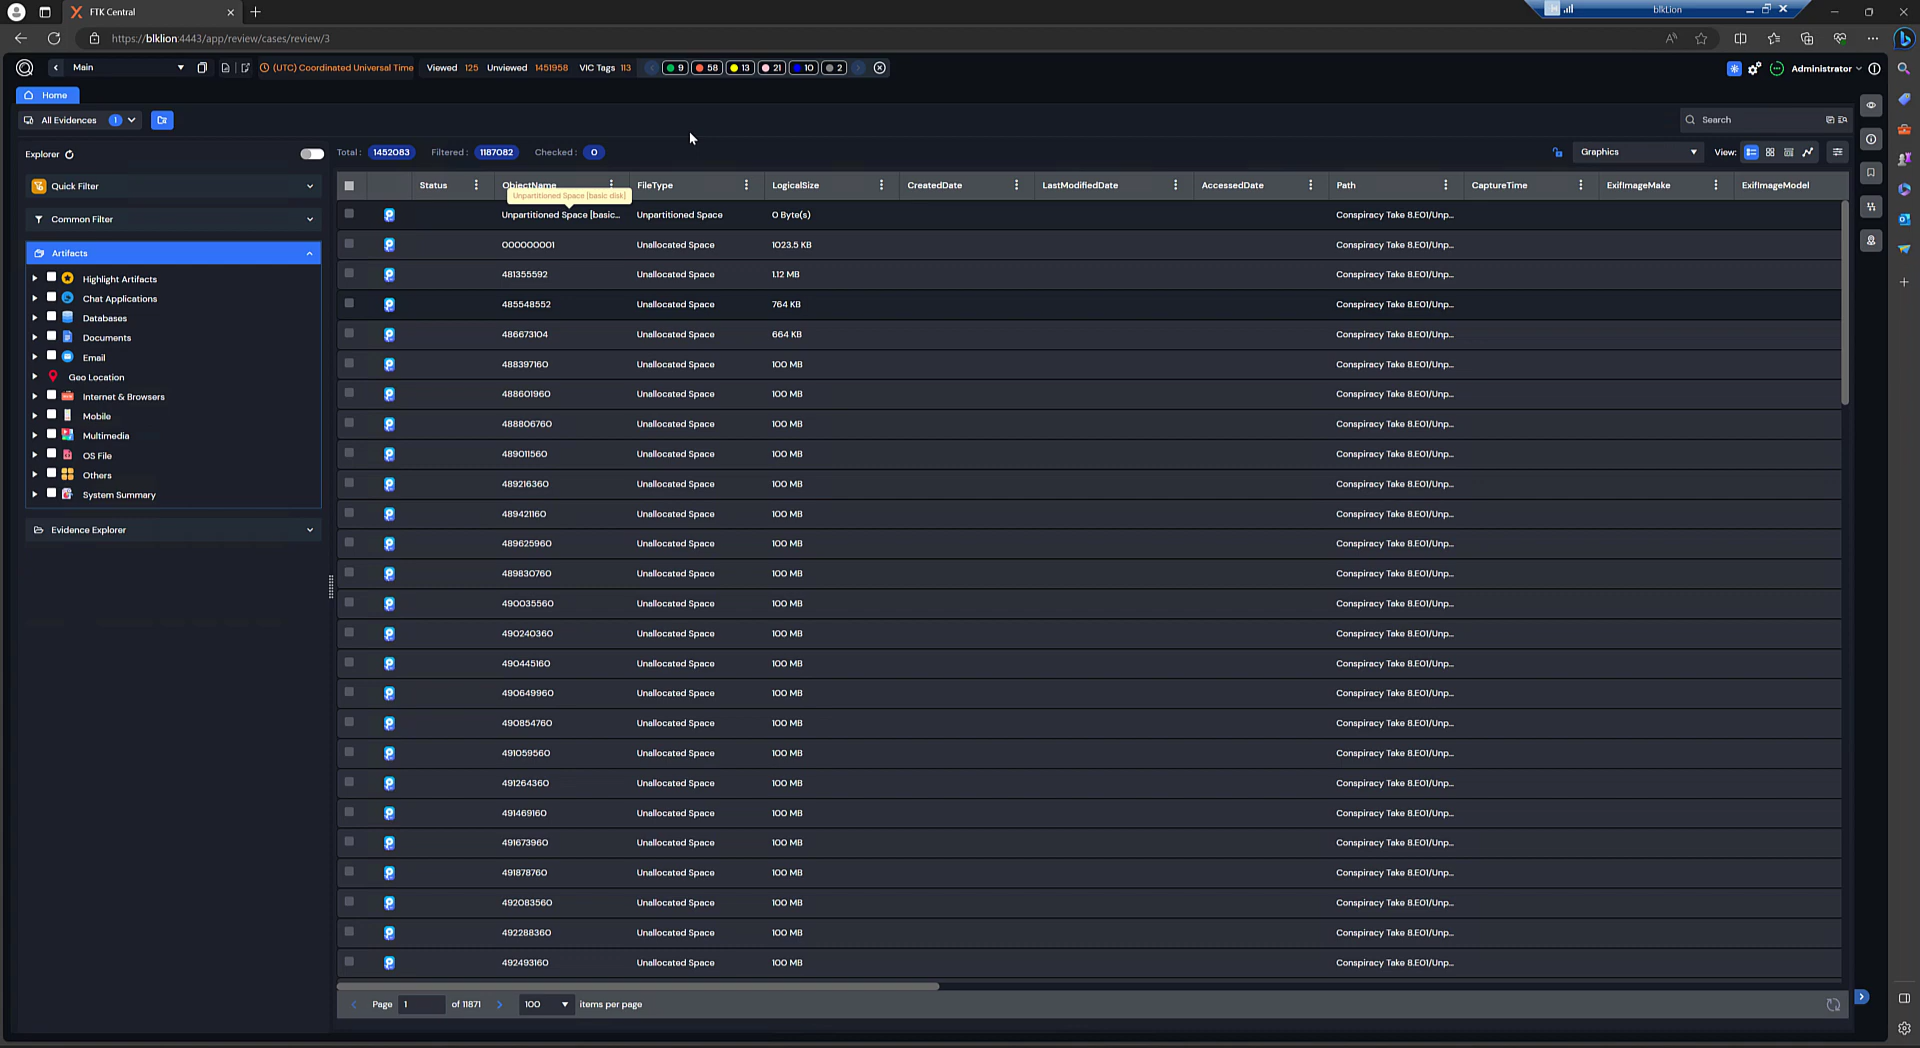 FTK Central
blkLion
https://blklion:4443/app/review/cases/review/3
Main
(UTC) Coordinated Universal Time
Viewed 125 Unviewed 1451958 VIC Tags 113
9 58 13 21 10 2
Administrator
Home
All Evidences 1
Search
Explorer
Total : 1452083 Filtered : 1187082 Checked : 0
Graphics
View:
Quick Filter
Common Filter
Artifacts
Highlight Artifacts
Chat Applications
Databases
Documents
Email
Geo Location
Internet & Browsers
Mobile
Multimedia
OS File
Others
System Summary
Evidence Explorer
Status ObjectName FileType LogicalSize CreatedDate LastModifiedDate AccessedDate Path CaptureTime ExifImageMake ExifImageModel
Unpartitioned Space [basic disk]
Unpartitioned Space [basic... Unpartitioned Space 0 Byte(s) Conspiracy Take 8.E01/Unp...
000000001 Unallocated Space 1023.5 KB Conspiracy Take 8.E01/Unp...
481355592 Unallocated Space 1.12 MB Conspiracy Take 8.E01/Unp...
485548552 Unallocated Space 764 KB Conspiracy Take 8.E01/Unp...
486673104 Unallocated Space 664 KB Conspiracy Take 8.E01/Unp...
488397160 Unallocated Space 100 MB Conspiracy Take 8.E01/Unp...
488601960 Unallocated Space 100 MB Conspiracy Take 8.E01/Unp...
488806760 Unallocated Space 100 MB Conspiracy Take 8.E01/Unp...
489011560 Unallocated Space 100 MB Conspiracy Take 8.E01/Unp...
489216360 Unallocated Space 100 MB Conspiracy Take 8.E01/Unp...
489421160 Unallocated Space 100 MB Conspiracy Take 8.E01/Unp...
489625960 Unallocated Space 100 MB Conspiracy Take 8.E01/Unp...
489830760 Unallocated Space 100 MB Conspiracy Take 8.E01/Unp...
490035560 Unallocated Space 100 MB Conspiracy Take 8.E01/Unp...
490240360 Unallocated Space 100 MB Conspiracy Take 8.E01/Unp...
490445160 Unallocated Space 100 MB Conspiracy Take 8.E01/Unp...
490649960 Unallocated Space 100 MB Conspiracy Take 8.E01/Unp...
490854760 Unallocated Space 100 MB Conspiracy Take 8.E01/Unp...
491059560 Unallocated Space 100 MB Conspiracy Take 8.E01/Unp...
491264360 Unallocated Space 100 MB Conspiracy Take 8.E01/Unp...
491469160 Unallocated Space 100 MB Conspiracy Take 8.E01/Unp...
491673960 Unallocated Space 100 MB Conspiracy Take 8.E01/Unp...
491878760 Unallocated Space 100 MB Conspiracy Take 8.E01/Unp...
492083560 Unallocated Space 100 MB Conspiracy Take 8.E01/Unp...
492288360 Unallocated Space 100 MB Conspiracy Take 8.E01/Unp...
492493160 Unallocated Space 100 MB Conspiracy Take 8.E01/Unp...
Page 1 of 11871 100 items per page